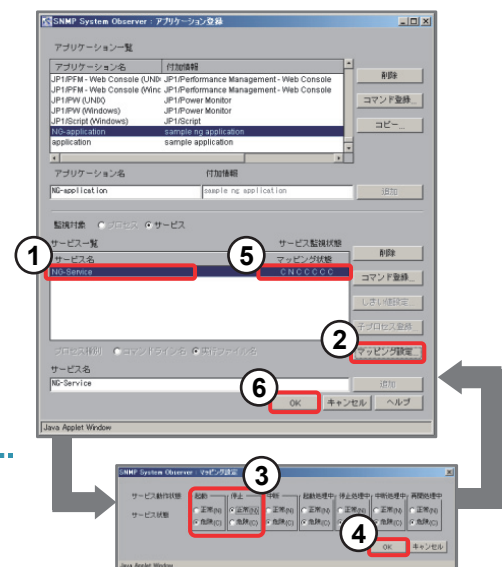 SNMP System Observer : アプリケーション登録
アプリケーション一覧
アプリケーション名 付加情報
JP1/PFM - Web Console (UNIX JP1/Performance Management - Web Console
JP1/PFM - Web Console (Winc JP1/Performance Management - Web Console
JP1/PW (UNIX) JP1/Power Monitor
JP1/PW (Windows) JP1/Power Monitor
JP1/Script (Windows) JP1/Script
NG-application sample ng application
application sample application
削除
コマンド登録...
コピー...
アプリケーション名 付加情報
NG-application sample ng application 追加
監視対象 プロセス サービス
サービス一覧 サービス監視状態
1 サービス名 5 マッピング状態 削除
NG-Service C N C C C C C コマンド登録...
しきい値設定
子プロセス登録
2
プロセス種別 コマンドライン名 実行ファイル名 マッピング設定...
サービス名
NG-Service 追加
6 OK キャンセル ヘルプ
Java Applet Window
SNMP System Observer : マッピング設定
3
サービス動作状態 起動 停止 中断 起動処理中 停止処理中 中断処理中 再開処理中
サービス状態 正常(N) 正常(N) 正常(N) 正常(N) 正常(N) 正常(N) 正常(N)
危険(C) 危険(C) 危険(C) 危険(C) 危険(C) 危険(C)
4 OK キャンセル
Java Applet Window